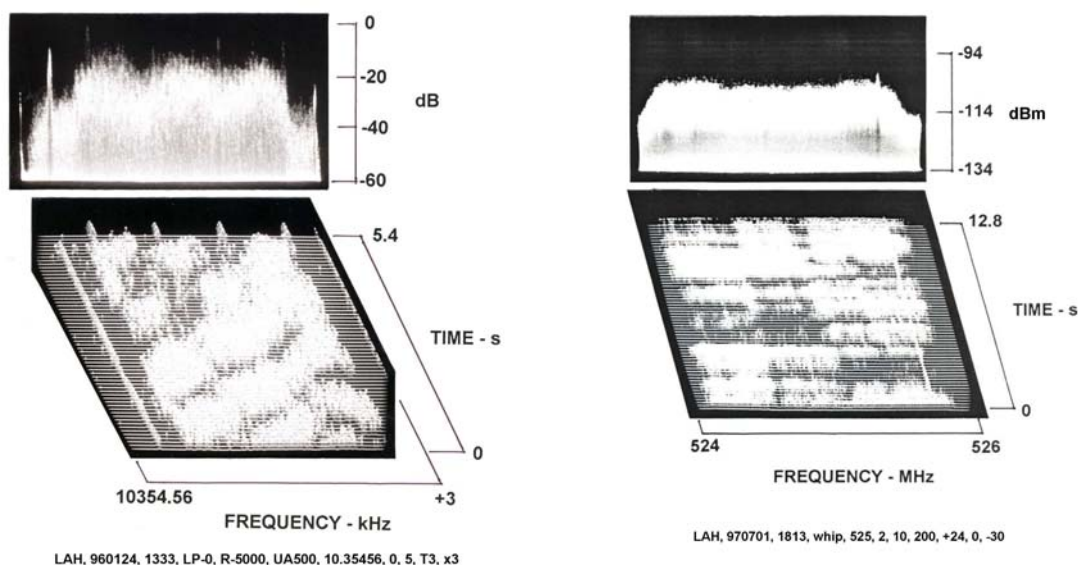 0
-20
dB
-40
-60
5.4
TIME - s
0
10354.56
+3
FREQUENCY - kHz
LAH, 960124, 1333, LP-0, R-5000, UA500, 10.35456, 0, 5, T3, x3
-94
-114
dBm
-134
12.8
TIME - s
0
524
526
FREQUENCY - MHz
LAH, 970701, 1813, whip, 525, 2, 10, 200, +24, 0, -30